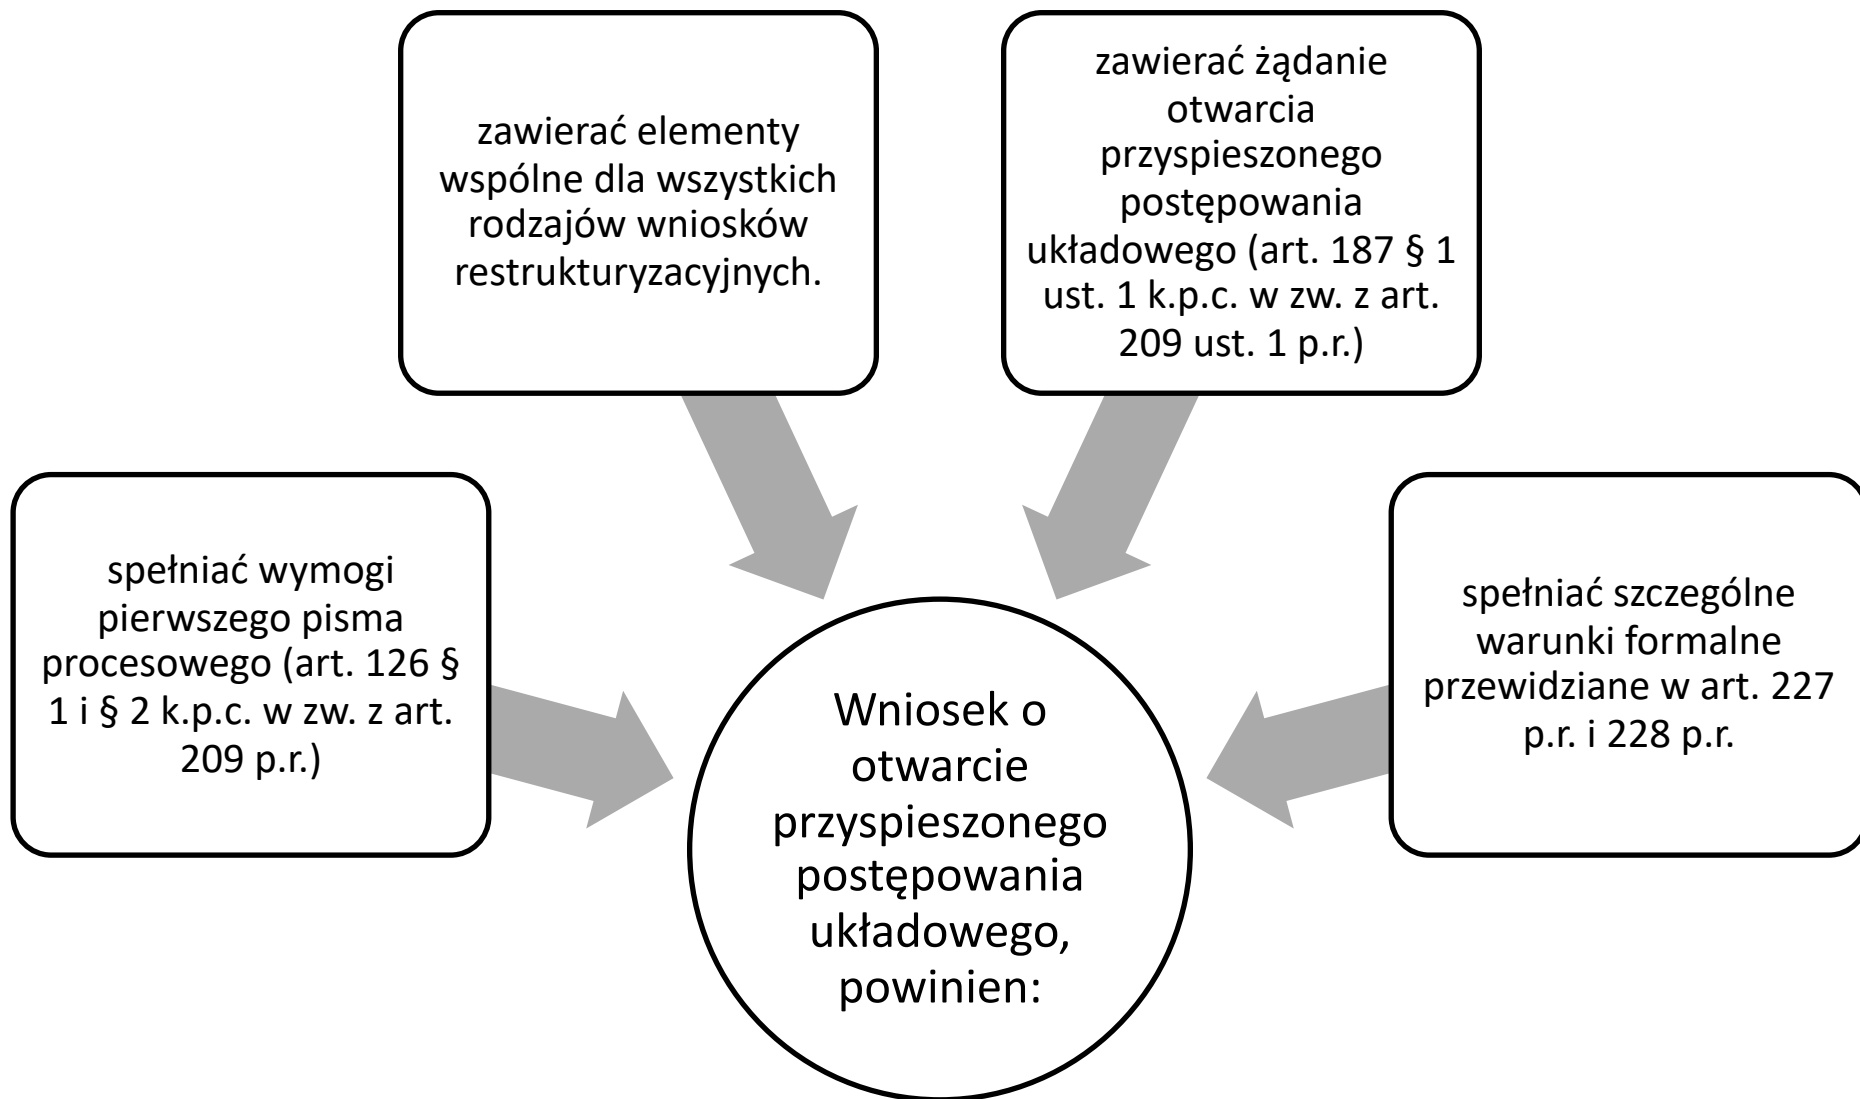 zawierać elementy
wspólne dla wszystkich
rodzajów wniosków
restrukturyzacyjnych.
zawierać żądanie
otwarcia
przyspieszonego
postępowania
układowego (art. 187 § 1
ust. 1 k.p.c. w zw. z art.
209 ust. 1 p.r.)
spełniać wymogi
pierwszego pisma
procesowego (art. 126 §
1 i § 2 k.p.c. w zw. z art.
209 p.r.)
spełniać szczególne
warunki formalne
przewidziane w art. 227
p.r. i 228 p.r.
Wniosek o
otwarcie
przyspieszonego
postępowania
układowego,
powinien: